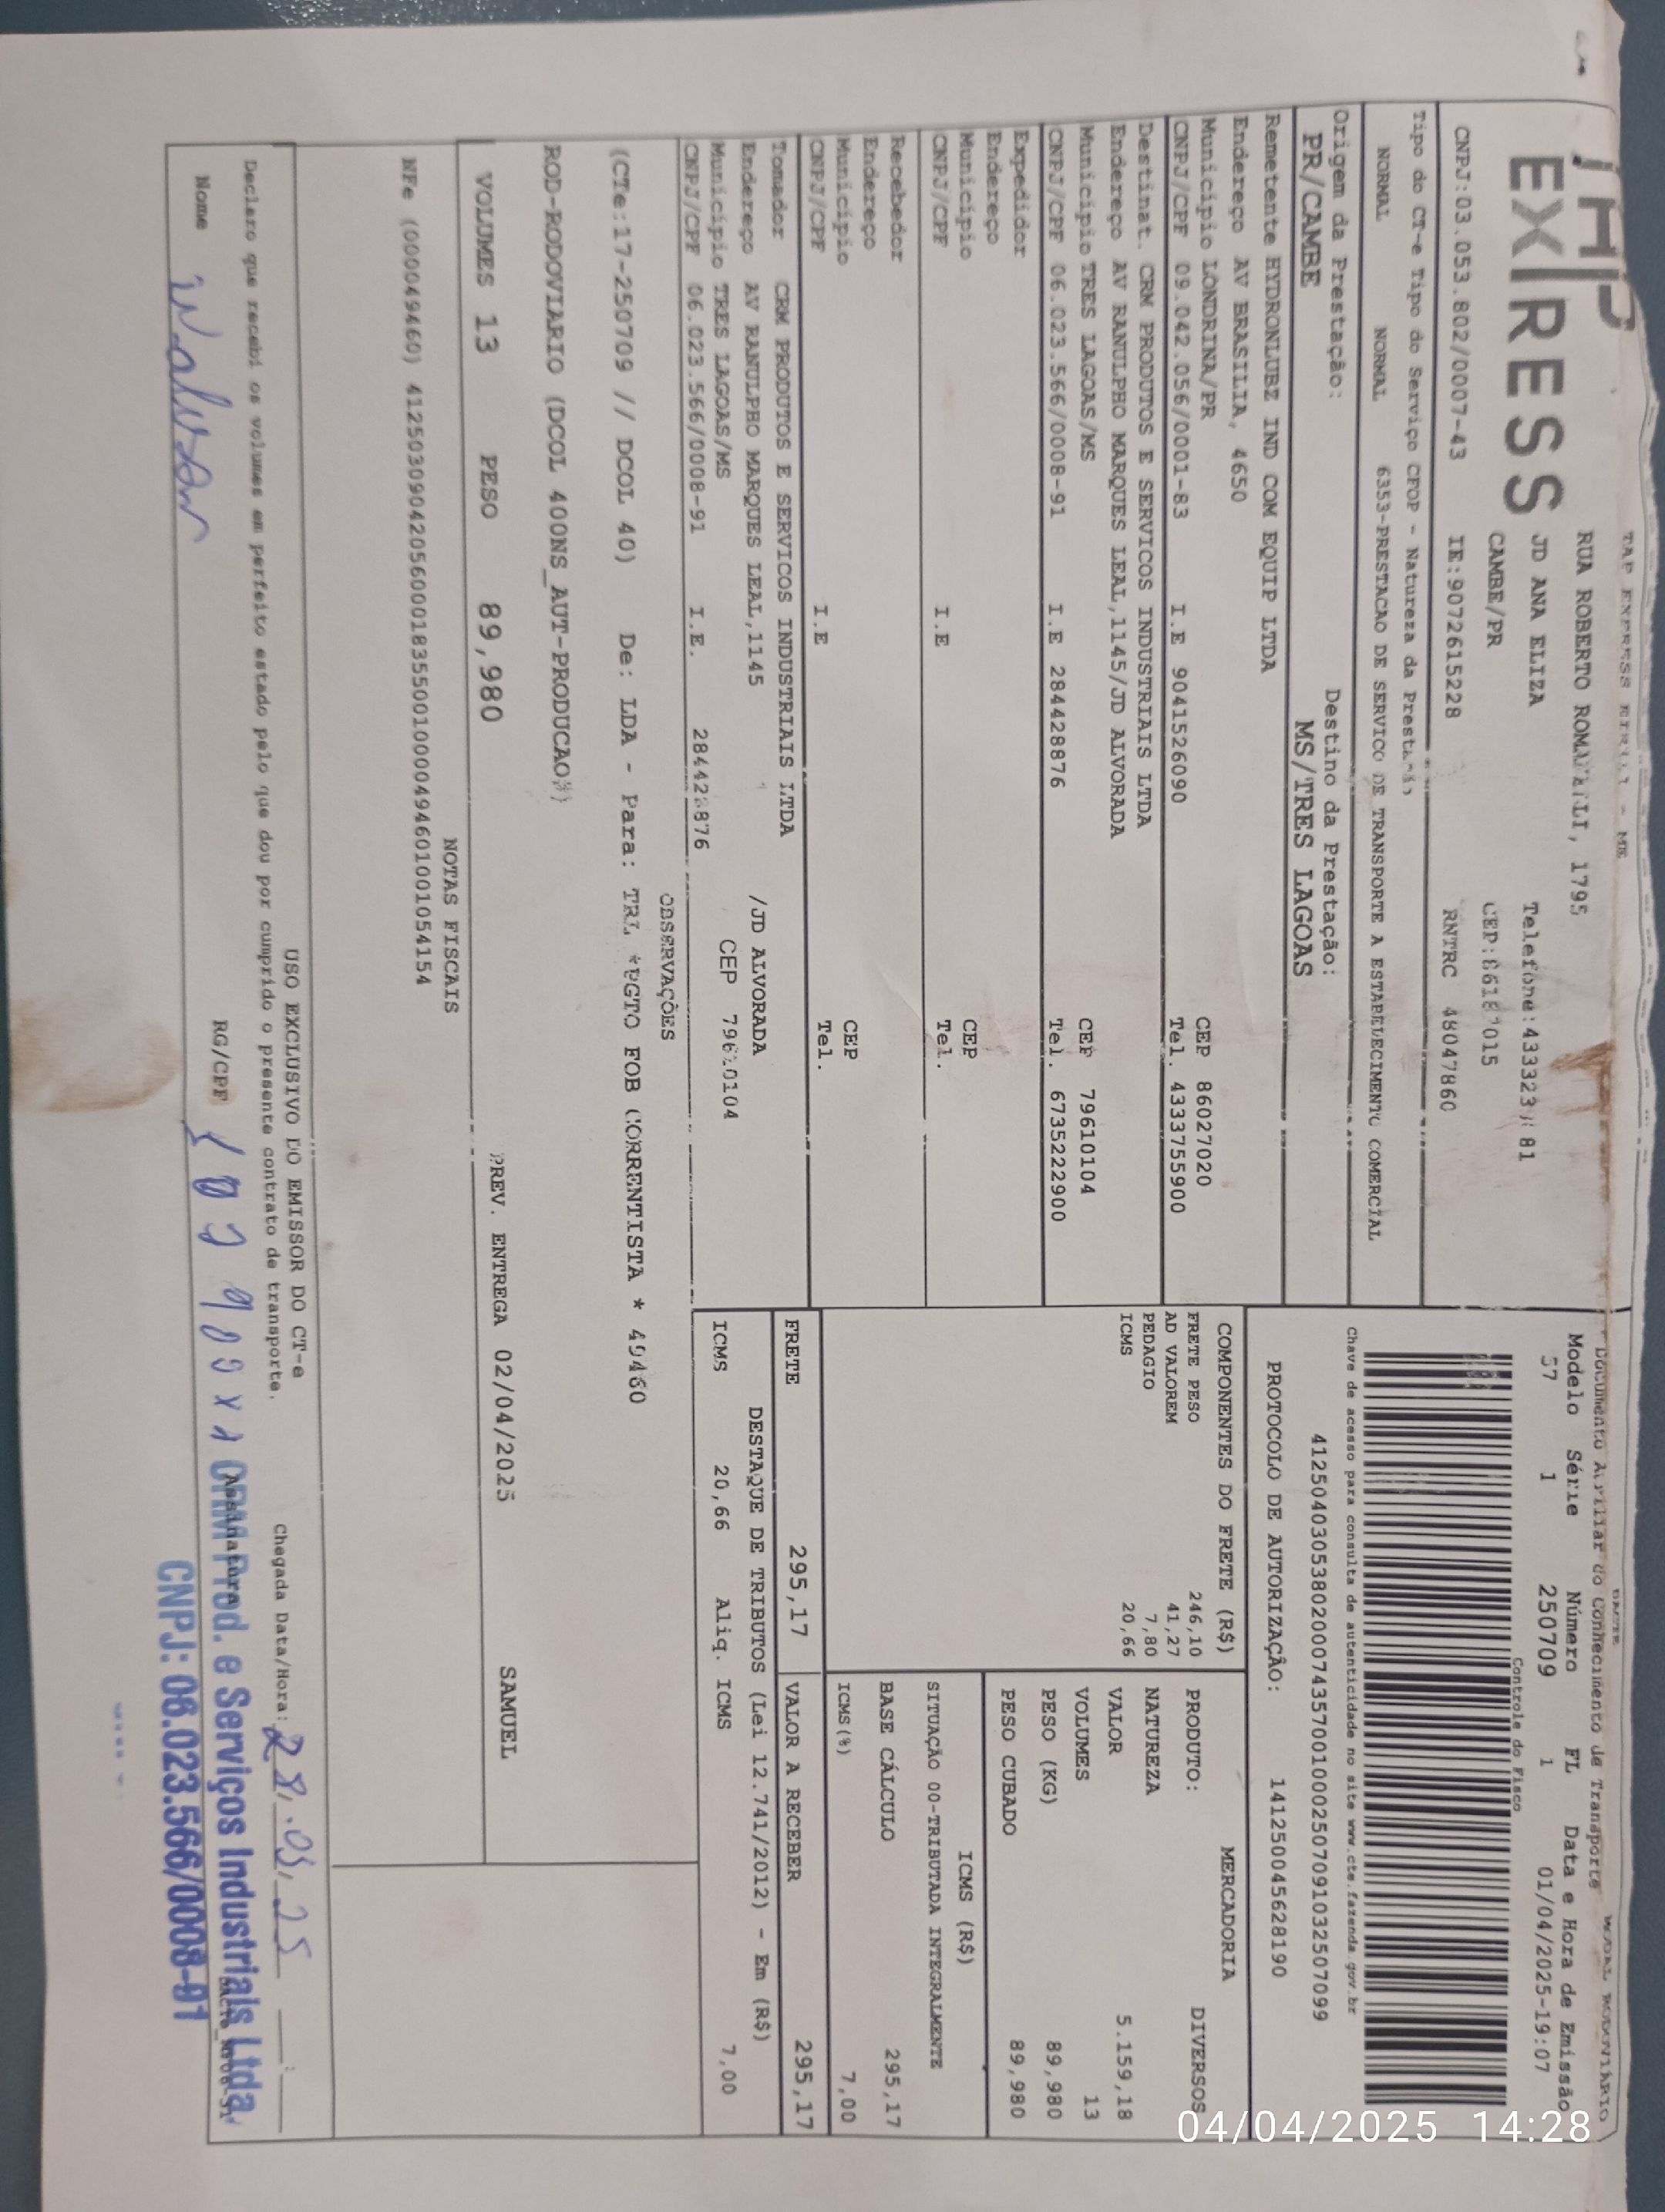 JHP
EXPRESS
RUA ROBERTO ROMANELLI, 1795
JD ANA ELIZA
Telefone:433323 81
CAMBE/PR
CNPJ:03.053.802/0007-43 IE:9072615228 RNTRC 48047860
Tipo do CT-e Tipo do Serviço CFOP - Natureza da Prestação
NORMAL NORMAL 6353-PRESTACAO DE SERVICO DE TRANSPORTE A ESTABELECIMENTO COMERCIAL
Origem da Prestação: Destino da Prestação:
PR/CAMBE MS/TRES LAGOAS
Remetente HYDRONLUBZ IND COM EQUIP LTDA
Endereço AV BRASILIA, 4650
Município LONDRINA/PR CEP 86027020
CNPJ/CPF 09.042.056/0001-83 I.E 9041526090 Tel. 433375590​0
Destinat. CRM PRODUTOS E SERVICOS INDUSTRIAIS LTDA
Endereço AV RANULPHO MARQUES LEAL,1145/JD ALVORADA
Município TRES LAGOAS/MS CEP 79610104
CNPJ/CPF 06.023.566/0008-91 I.E 284428876 Tel. 6735222900
Expedidor
Endereço
Município CEP
CNPJ/CPF I.E Tel.
Recebedor
Endereço
Município CEP
CNPJ/CPF I.E Tel.
Tomador CRM PRODUTOS E SERVICOS INDUSTRIAIS LTDA
Endereço AV RANULPHO MARQUES LEAL,1145 /JD ALVORADA
Município TRES LAGOAS/MS CEP 79610104
CNPJ/CPF 06.023.566/0008-91 I.E. 284428876
Documento Auxiliar do Conhecimento de Transporte
Modelo Série Número FL Data e Hora de Emissão
57 1 250709 1 01/04/2025-19:07
Controle do Fisco
Chave de acesso para consulta de autenticidade no site www.cte.fazenda.gov.br
41250403053802000743570010002507091032507099
PROTOCOLO DE AUTORIZAÇÃO: 141250045628190
COMPONENTES DO FRETE (R$)
FRETE PESO 246,10
AD VALOREM 41,27
PEDAGIO 7,80
ICMS 20,66
MERCADORIA
PRODUTO: DIVERSOS
NATUREZA
VALOR 5.159,18
VOLUMES 13
PESO (KG) 89,980
PESO CUBADO 89,980
ICMS (R$)
SITUAÇÃO 00-TRIBUTADA INTEGRALMENTE
BASE CÁLCULO 295,17
ICMS(%) 7,00
FRETE 295,17 VALOR A RECEBER 295,17
DESTAQUE DE TRIBUTOS (Lei 12.741/2012) - Em (R$)
ICMS 20,66 Aliq. ICMS 7,00
OBSERVAÇÕES
(CTe:17-250709 // DCOL 40) De: LDA - Para: TRL *PGTO FOB CORRENTISTA * 49460
ROD-RODOVIARIO (DCOL 400NS_AUT-PRODUCAO
VOLUMES 13 PESO 89,980 PREV. ENTREGA 02/04/2025 SAMUEL
NOTAS FISCAIS
NFe (000049460) 41250309042056000183550010000494601001054154
USO EXCLUSIVO DO EMISSOR DO CT-e
Declaro que recebi os volumes em perfeito estado pelo que dou por cumprido o presente contrato de transporte. Chegada Data/Hora:
Nome RG/CPF Assinatura
CRM Prod. e Serviços Industriais Ltda.
CNPJ: 06.023.566/0008-91
04/04/2025 14:28